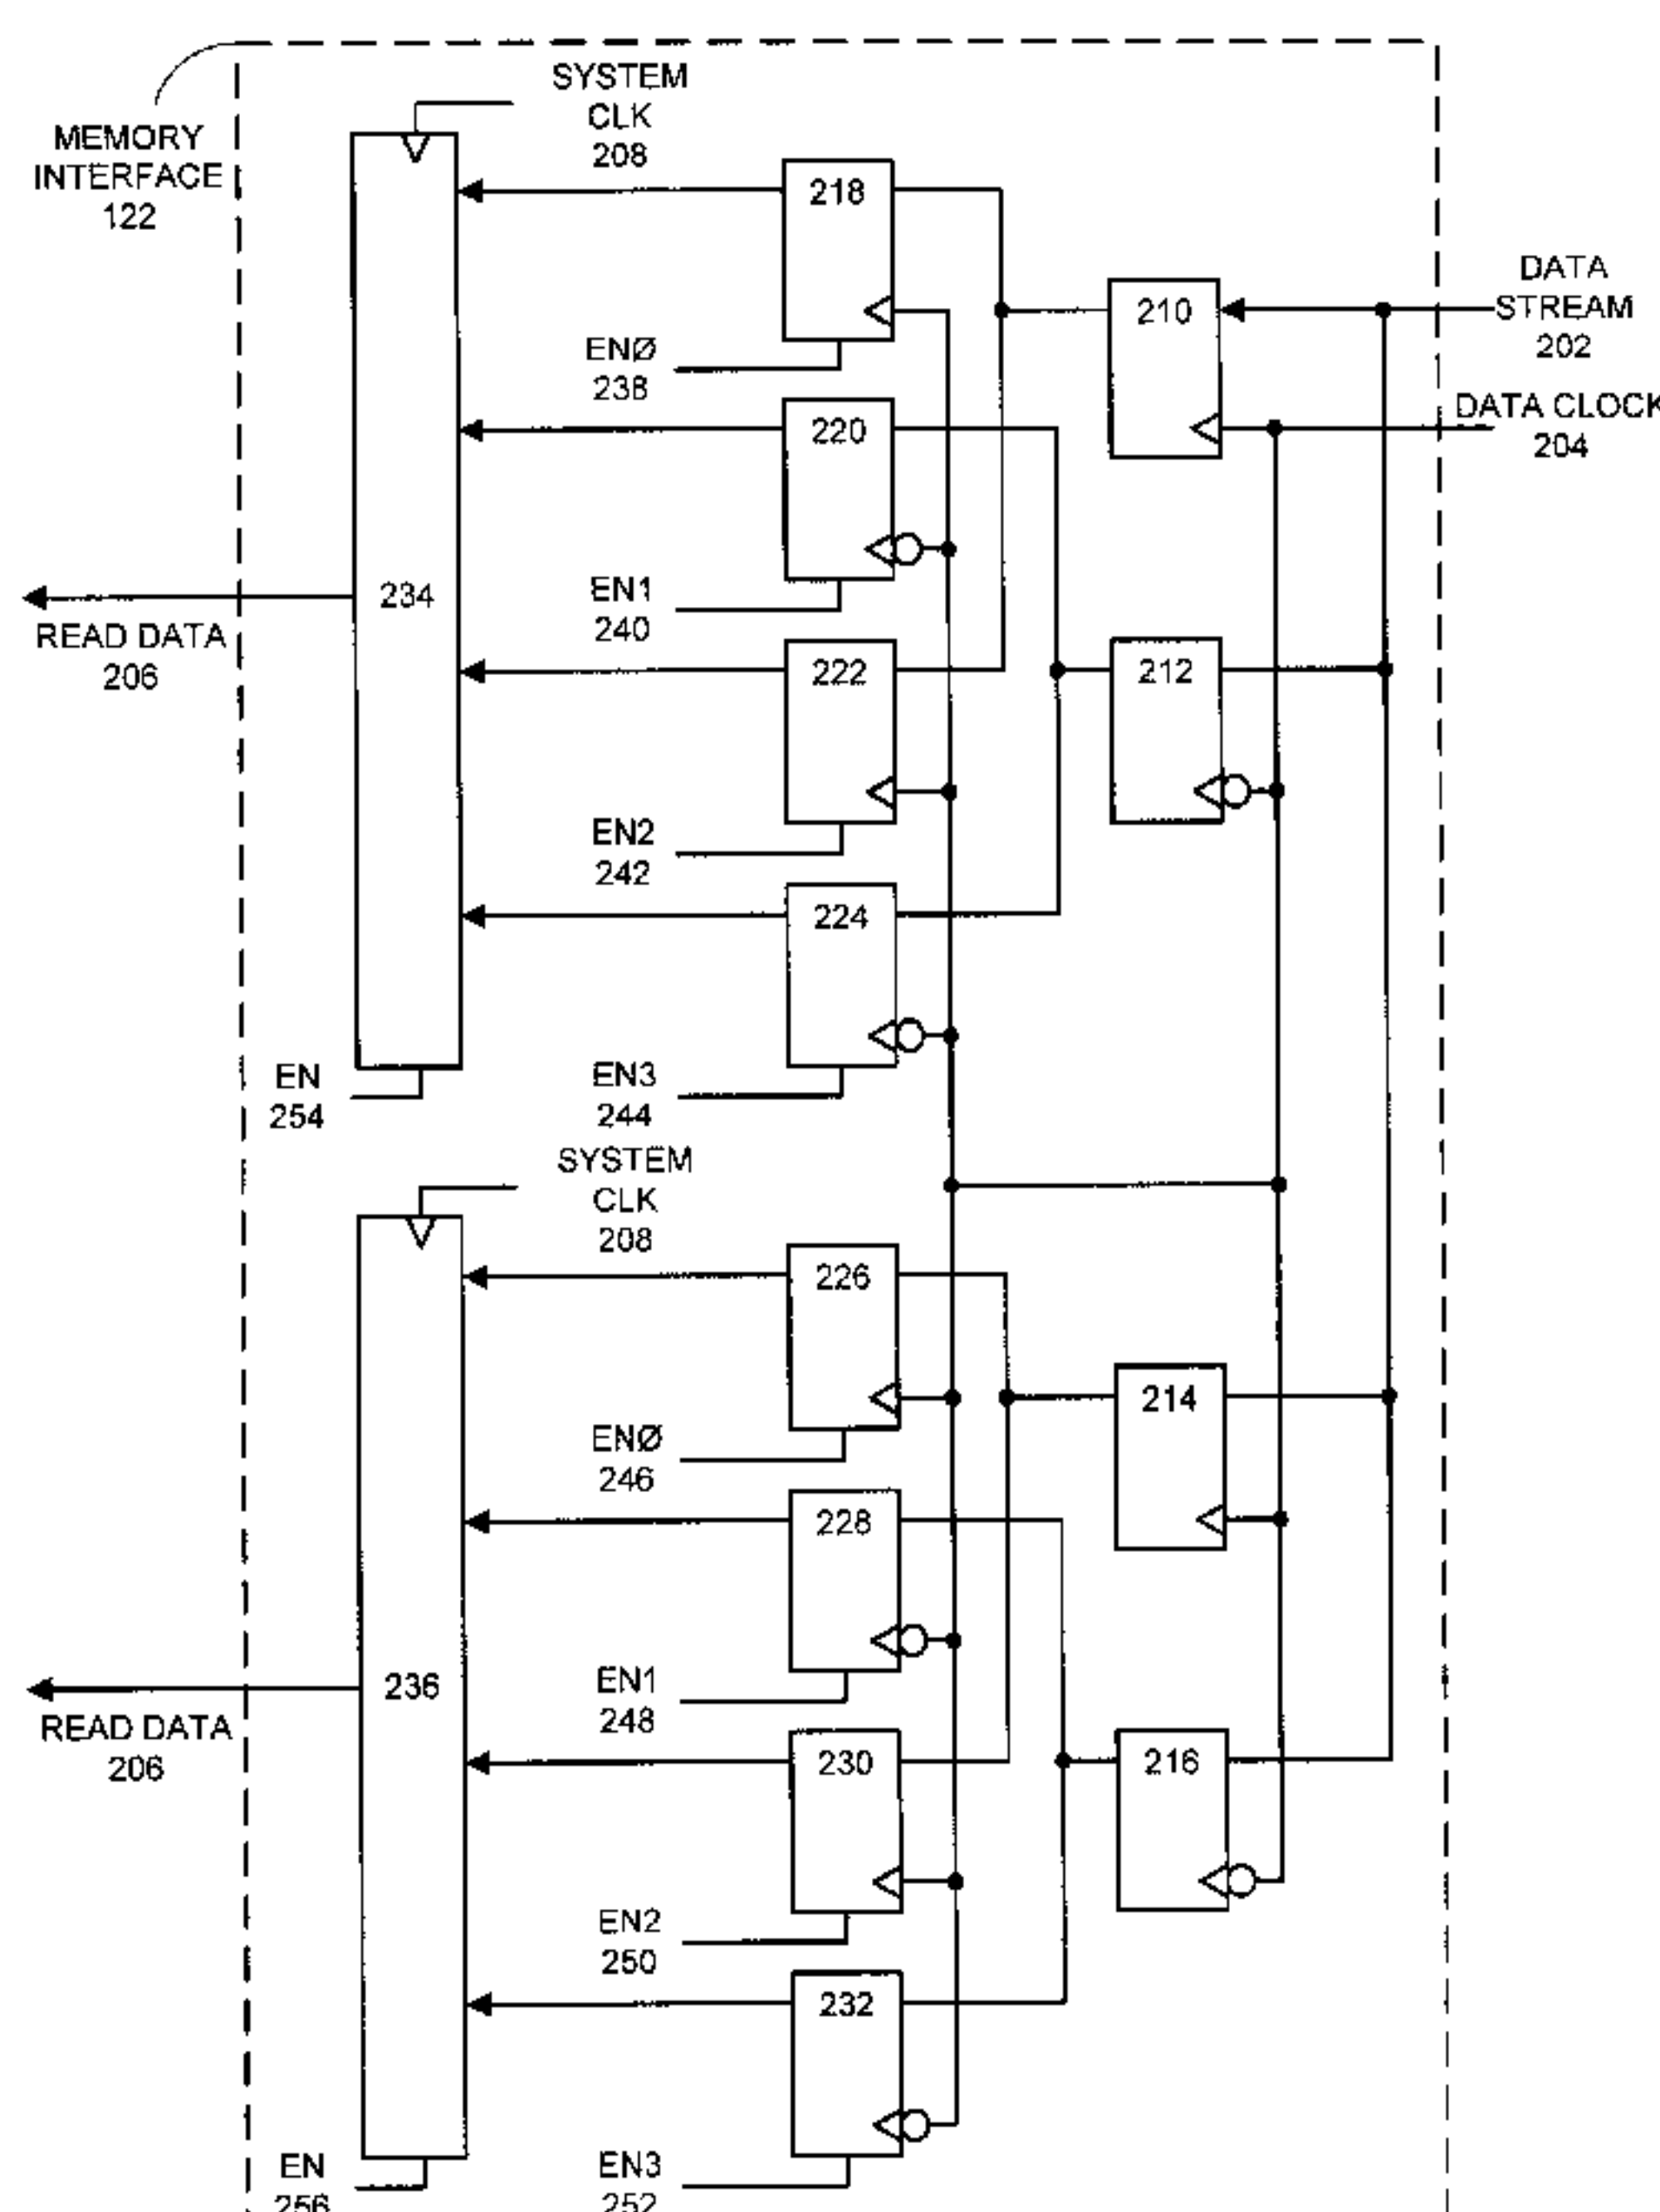 SYSTEM
CLK
208
MEMORY
INTERFACE
122
218
DATA
STREAM
202
210
ENØ
238
DATA CLOCK
204
220
234
EN1
240
READ DATA
206
222
212
EN2
242
224
EN
254
EN3
244
SYSTEM
CLK
208
226
214
ENØ
246
228
236
EN1
248
READ DATA
206
230
216
EN2
250
232
EN
256
EN3
252